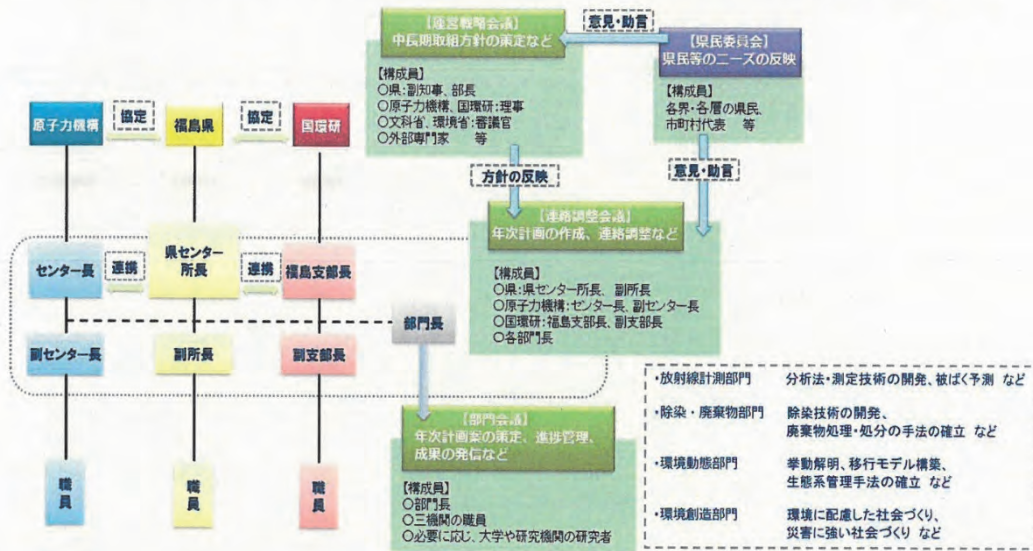 【運営戦略会議】
中長期取組方針の策定など
【構成員】
○県:副知事、部長
○原子力機構、国環研:理事
○文科省、環境省:審議官
○外部専門家　等
意見・助言
【県民委員会】
県民等のニーズの反映
【構成員】
各界・各層の県民、
市町村代表　等
原子力機構
協定
福島県
協定
国環研
方針の反映
意見・助言
【連絡調整会議】
年次計画の作成、連絡調整など
【構成員】
○県:県センター所長、副所長
○原子力機構:センター長、副センター長
○国環研:福島支部長、副支部長
○各部門長
センター長
連携
県センター
所長
連携
福島支部長
部門長
副センター長
副所長
副支部長
【部門会議】
年次計画案の策定、進捗管理、
成果の発信など
【構成員】
○部門長
○三機関の職員
○必要に応じ、大学や研究機関の研究者
職員
職員
職員
・放射線計測部門　分析法・測定技術の開発、被ばく予測 など
・除染・廃棄物部門　除染技術の開発、
廃棄物処理・処分の手法の確立 など
・環境動態部門　挙動解明、移行モデル構築、
生態系管理手法の確立 など
・環境創造部門　環境に配慮した社会づくり、
災害に強い社会づくり など